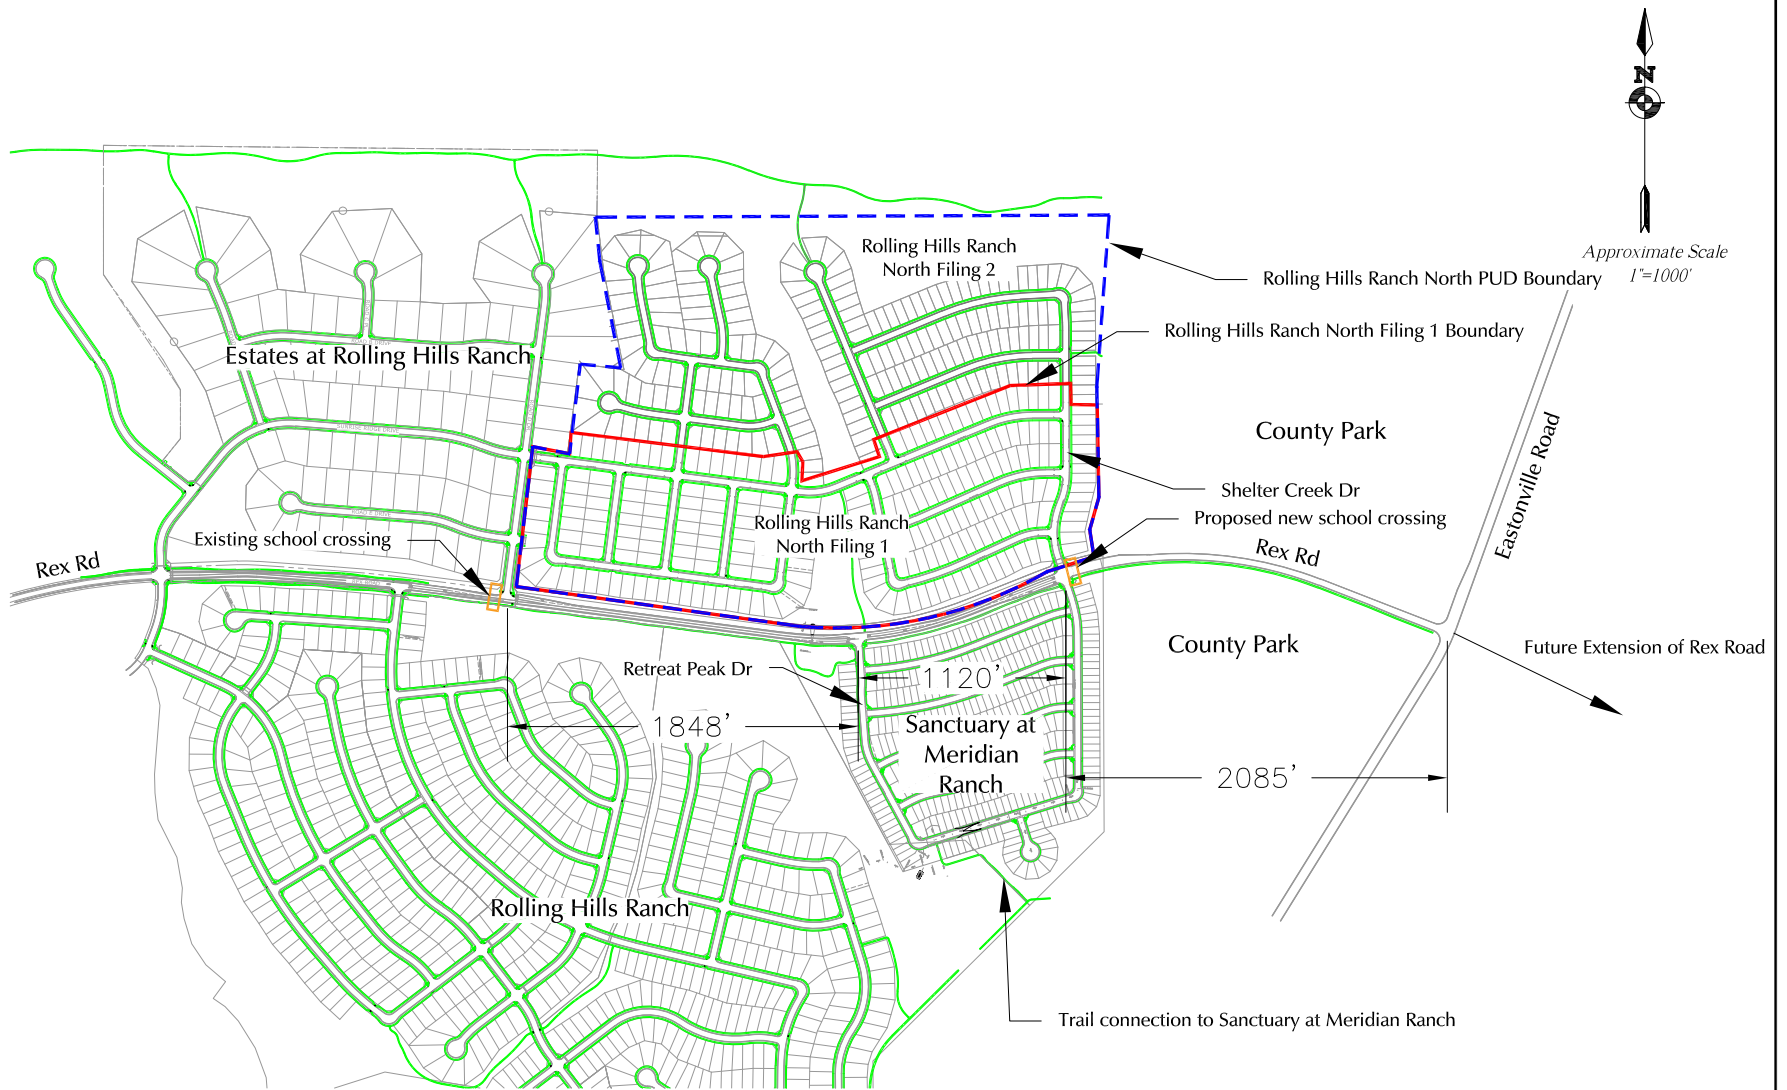 N
Approximate Scale
1"=1000'
Rolling Hills Ranch
North Filing 2
Rolling Hills Ranch North PUD Boundary
Rolling Hills Ranch North Filing 1 Boundary
Estates at Rolling Hills Ranch
SUNRISE RIDGE DRIVE
County Park
Eastonville Road
Shelter Creek Dr
Proposed new school crossing
Rolling Hills Ranch
North Filing 1
Existing school crossing
Rex Rd
Rex Rd
County Park
Future Extension of Rex Road
Retreat Peak Dr
1120'
1848'
Sanctuary at
Meridian
Ranch
2085'
Rolling Hills Ranch
Trail connection to Sanctuary at Meridian Ranch